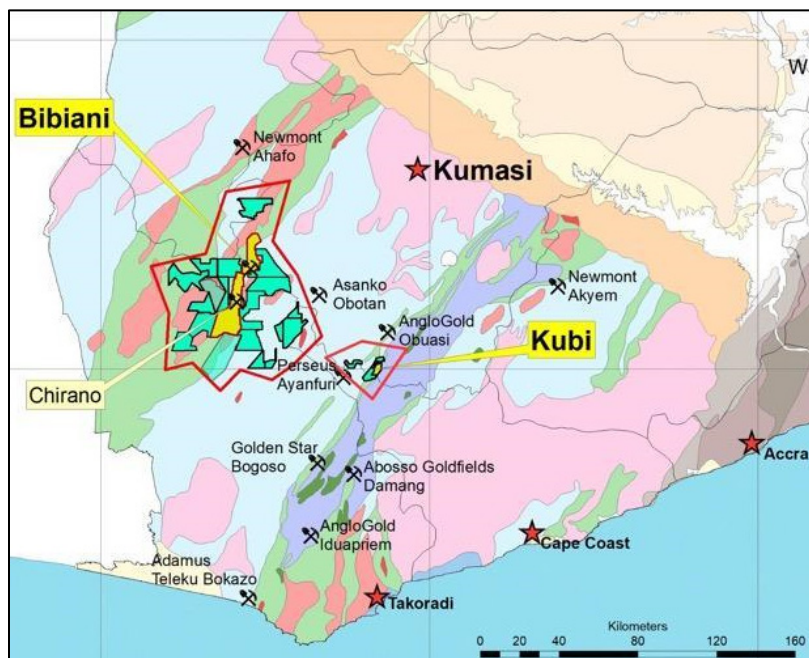 W
Bibiani
Newmont
Ahafo
Kumasi
Asanko
Obotan
Newmont
Akyem
AngloGold
Obuasi
Kubi
Perseus
Ayanfuri
Chirano
Golden Star
Bogoso
Abosso Goldfields
Damang
Accra
AngloGold
Iduapriem
Cape Coast
Adamus
Teleku Bokazo
Takoradi
Kilometers
0 20 40 80 120 160